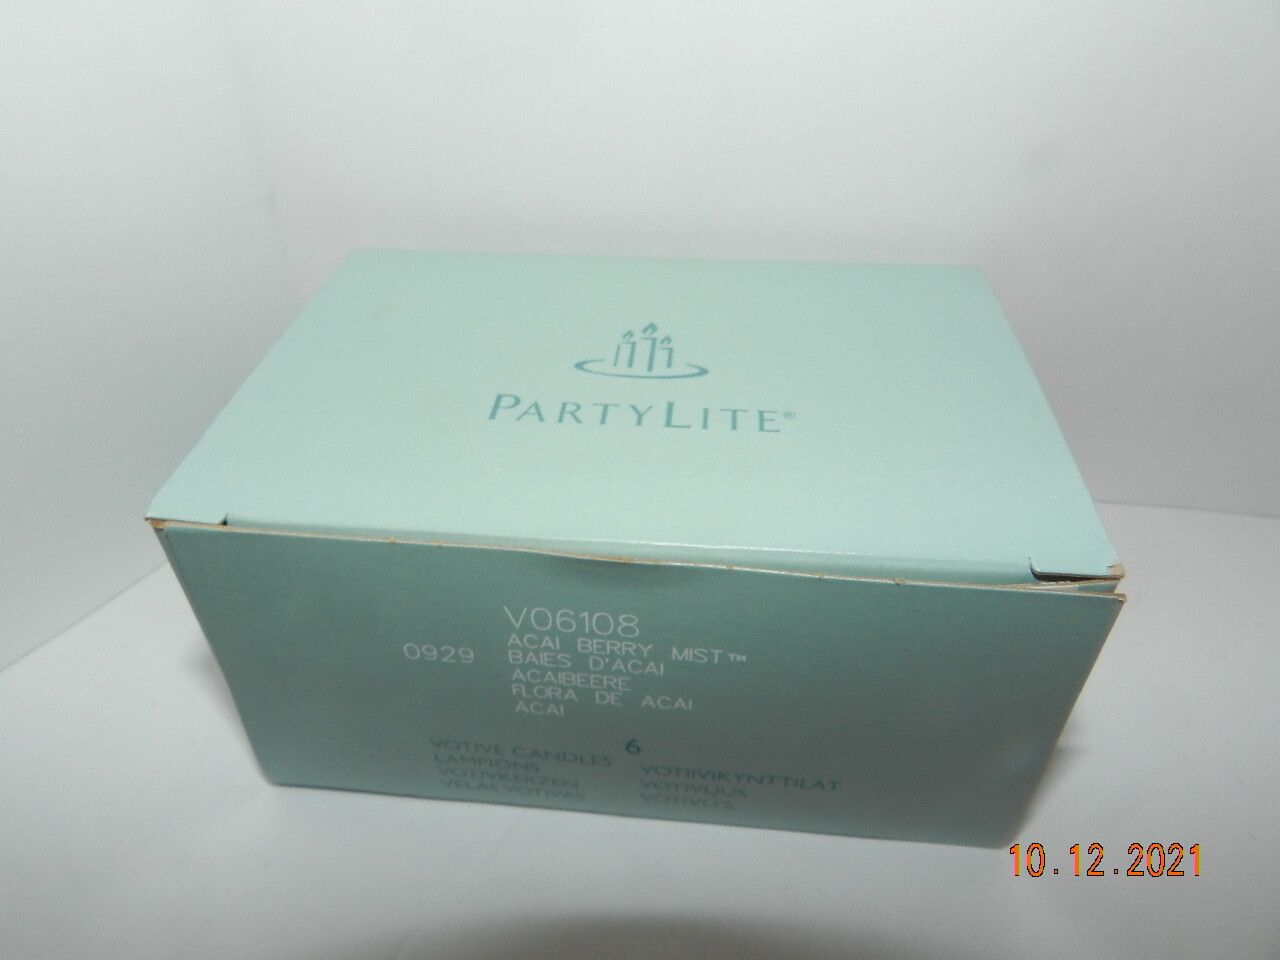 PARTYLITE®
V06108
0929
ACAI BERRY MIST™
BAIES D'ACAI
ACAIBEERE
FLORA DE ACAI
ACAI
6
VOTIVE CANDLES
LAMPIONS
VOTIVKERZEN
VELAS VOTIVAS
VOTIIVIKYNTTILÄT
VOTIVLJUS
VOTIVLYS
10.12.2021